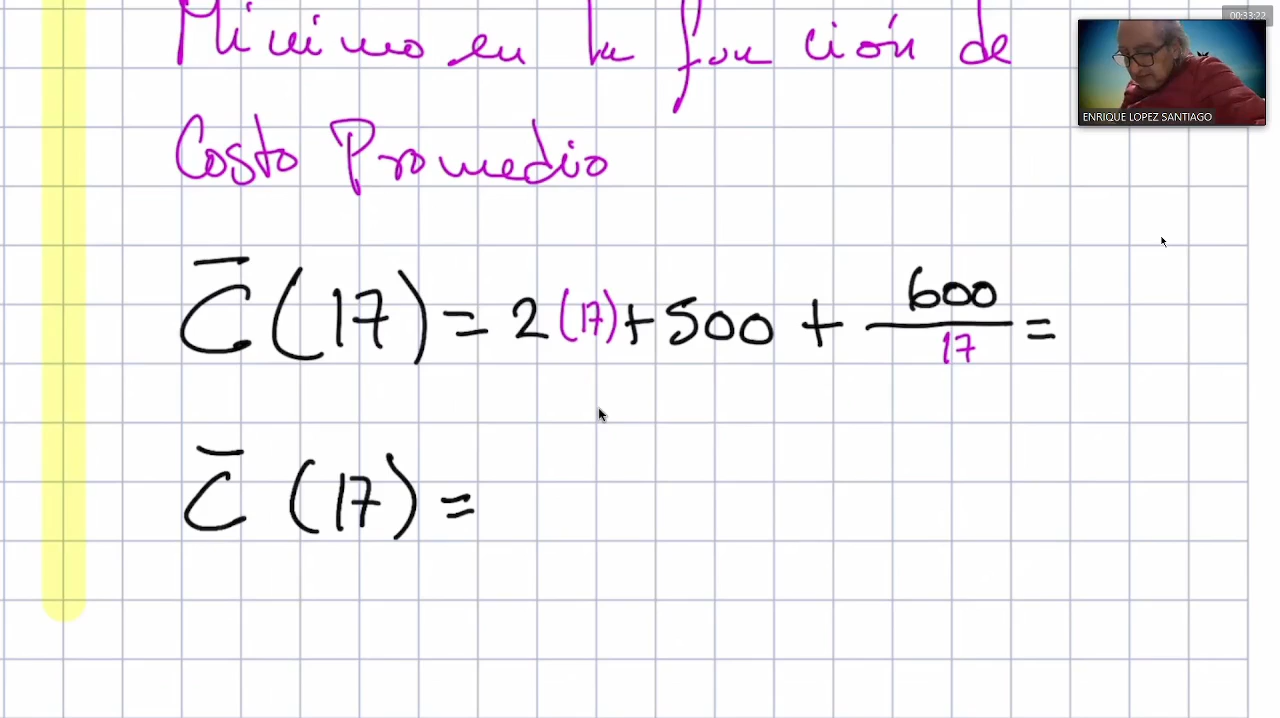 00:33:22
Mínimo en la función de
ENRIQUE LOPEZ SANTIAGO
Costo Promedio
C̄(17) = 2(17) + 500 + 600/17 =
C̄ (17) =